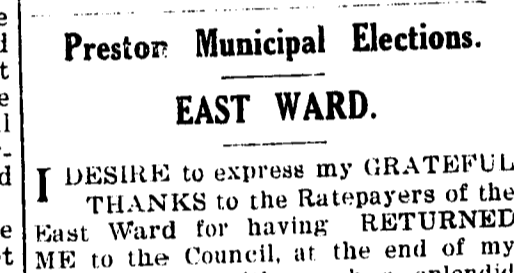 Preston Municipal Elections.
EAST WARD.
I DESIRE to express my GRATEFUL
THANKS to the Ratepayers of the
East Ward for having RETURNED
ME to the Council, at the end of my
splendid